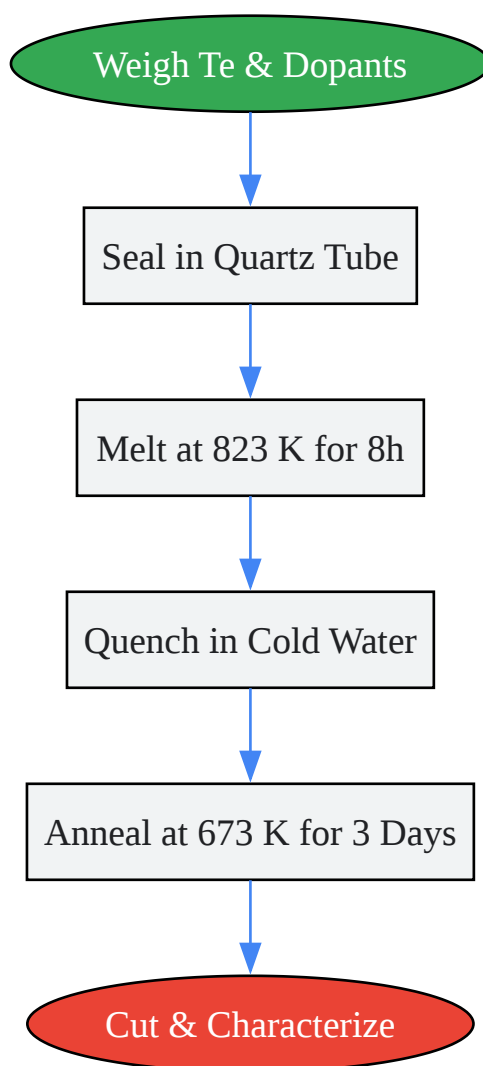 Weigh Te & Dopants
Seal in Quartz Tube
Melt at 823 K for 8h
Quench in Cold Water
Anneal at 673 K for 3 Days
Cut & Characterize